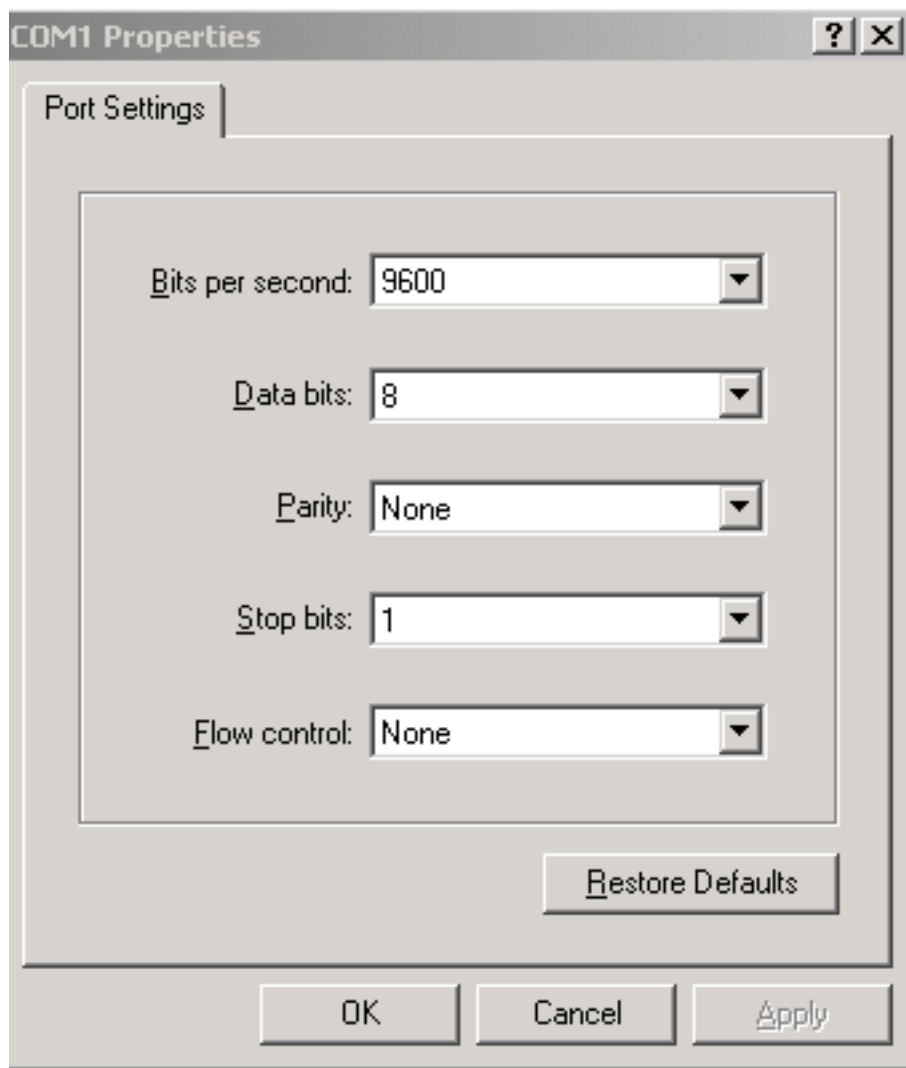 COM1 Properties
Port Settings
Bits per second: 9600
Data bits: 8
Parity: None
Stop bits: 1
Flow control: None
Restore Defaults
OK Cancel Apply